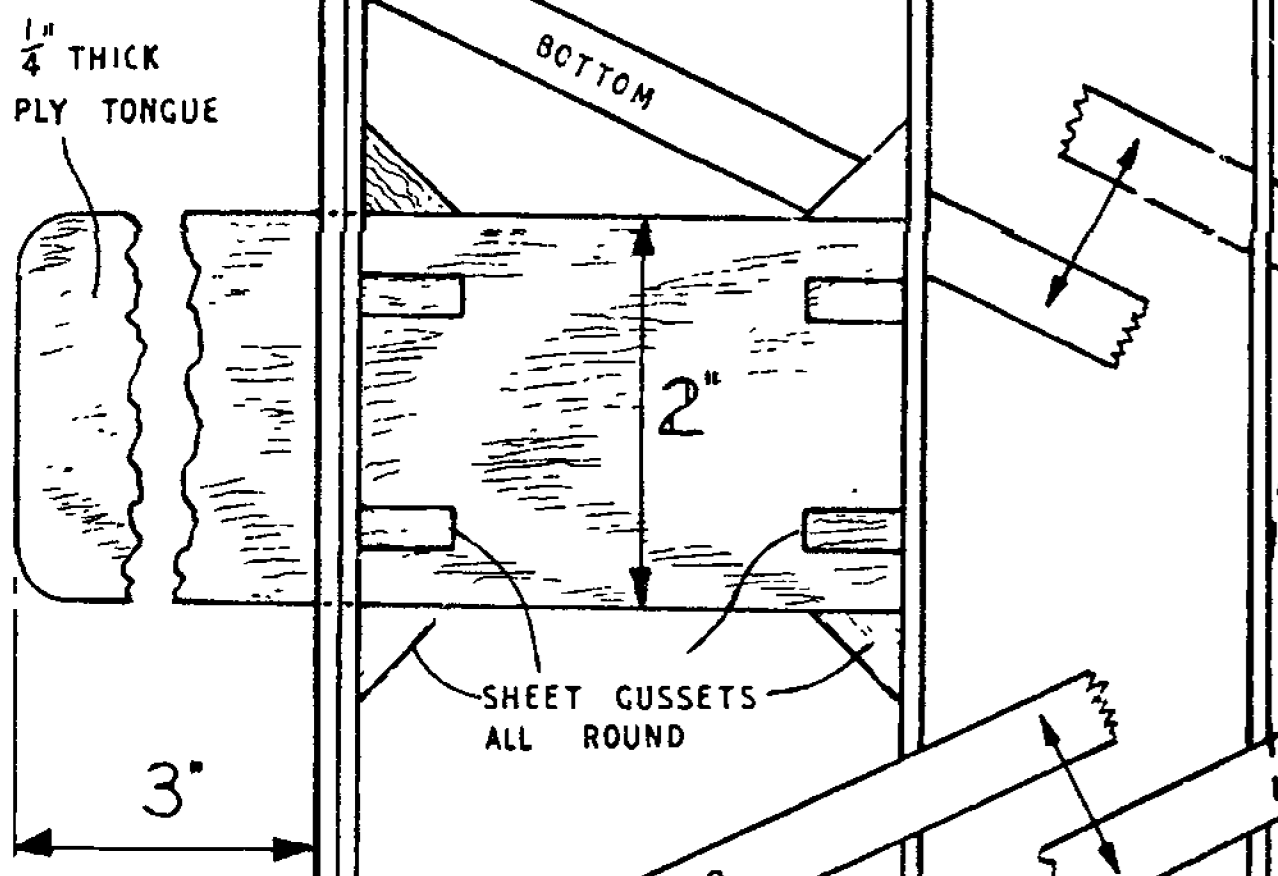 1/4" THICK
PLY TONGUE
BOTTOM
2"
SHEET GUSSETS
ALL ROUND
3"